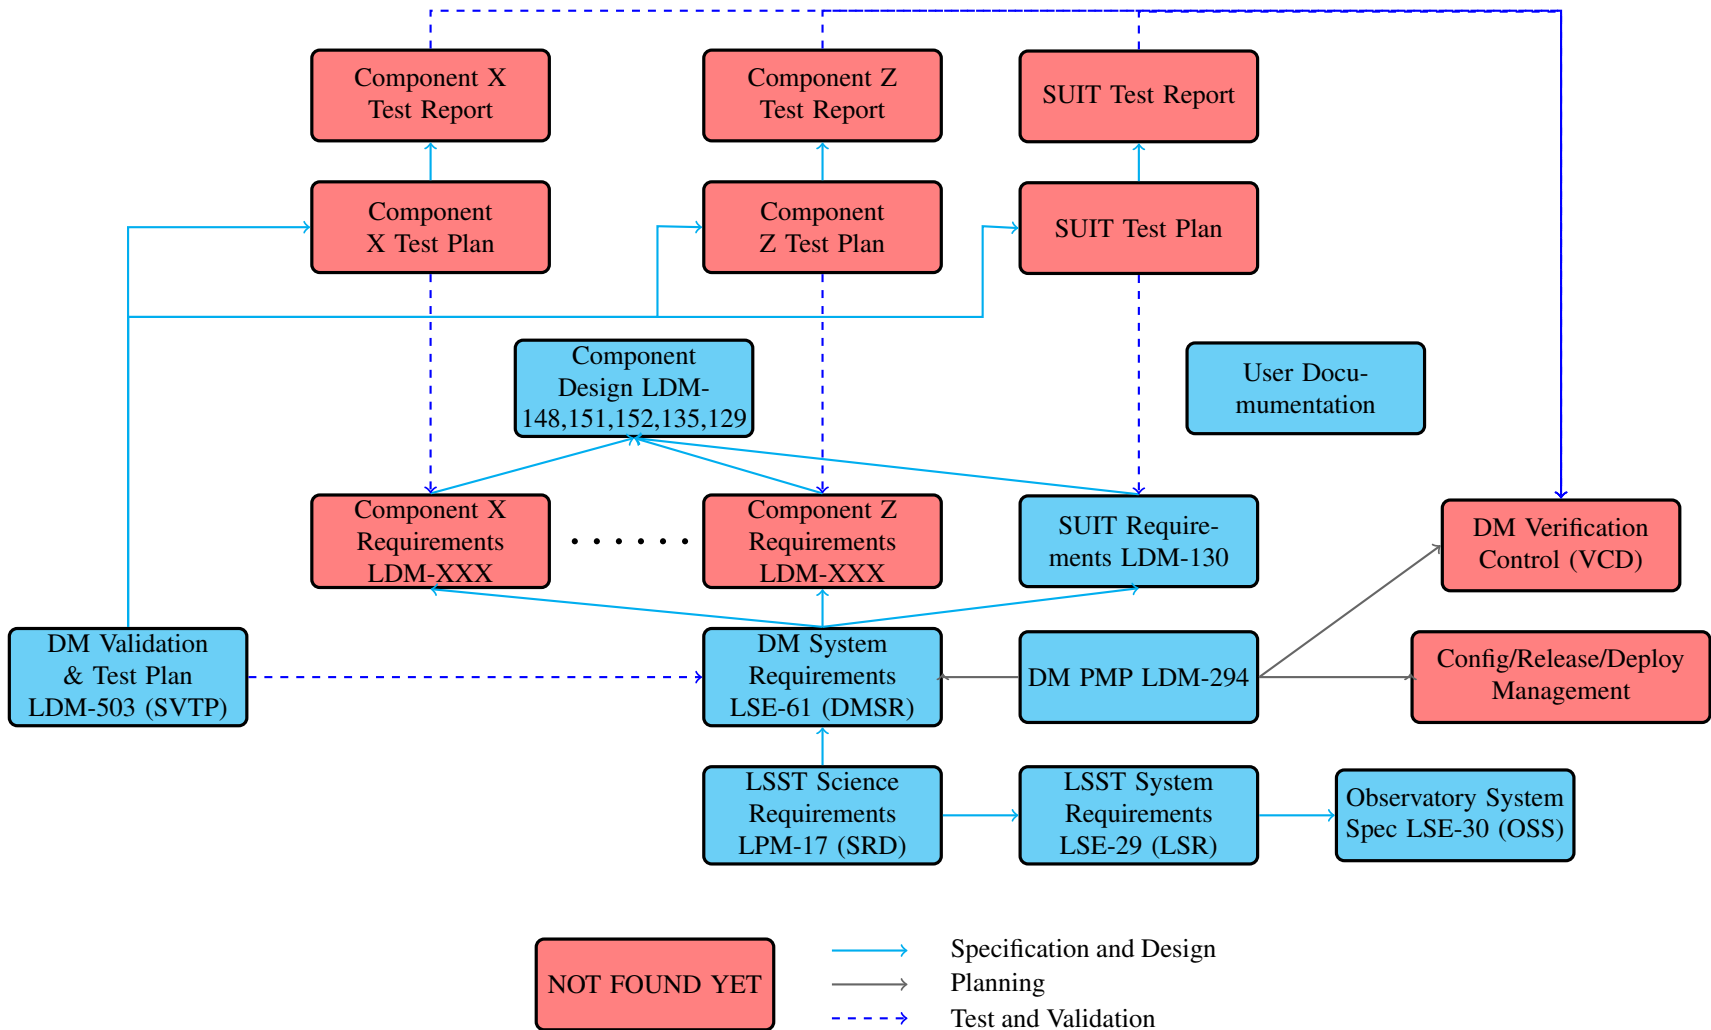 Component X
Test Report
Component Z
Test Report
SUIT Test Report
Component
X Test Plan
Component
Z Test Plan
SUIT Test Plan
Component
Design LDM-
148,151,152,135,129
User Docu-
mumentation
Component X
Requirements
LDM-XXX
Component Z
Requirements
LDM-XXX
SUIT Require-
ments LDM-130
DM Verification
Control (VCD)
DM Validation
& Test Plan
LDM-503 (SVTP)
DM System
Requirements
LSE-61 (DMSR)
DM PMP LDM-294
Config/Release/Deploy
Management
LSST Science
Requirements
LPM-17 (SRD)
LSST System
Requirements
LSE-29 (LSR)
Observatory System
Spec LSE-30 (OSS)
NOT FOUND YET
Specification and Design
Planning
Test and Validation